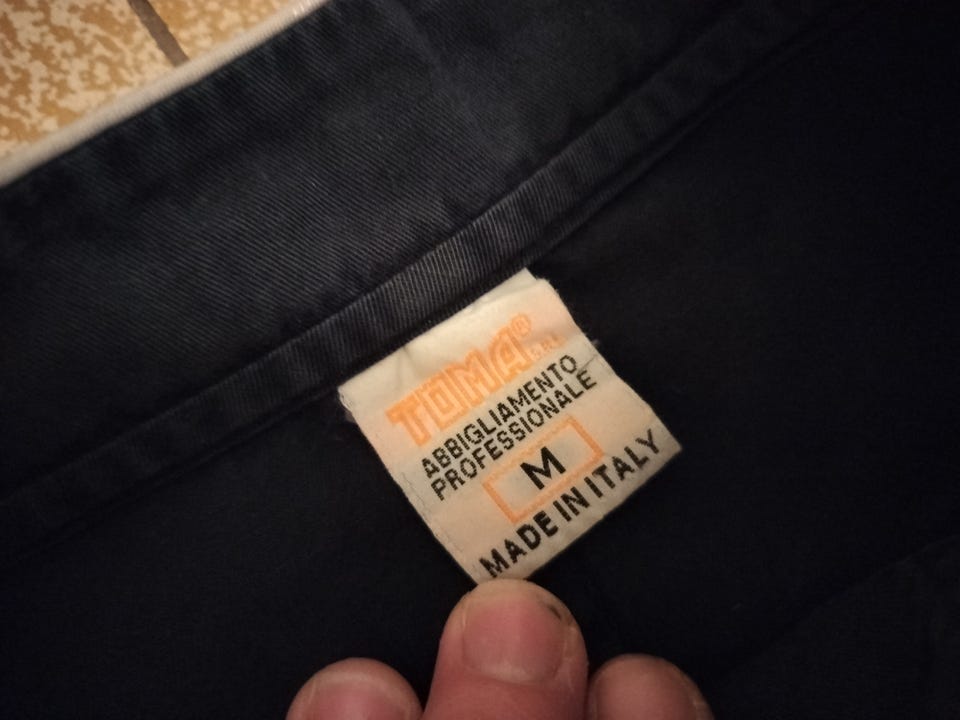 TOMA® S.R.L.
ABBIGLIAMENTO
PROFESSIONALE
M
MADE IN ITALY